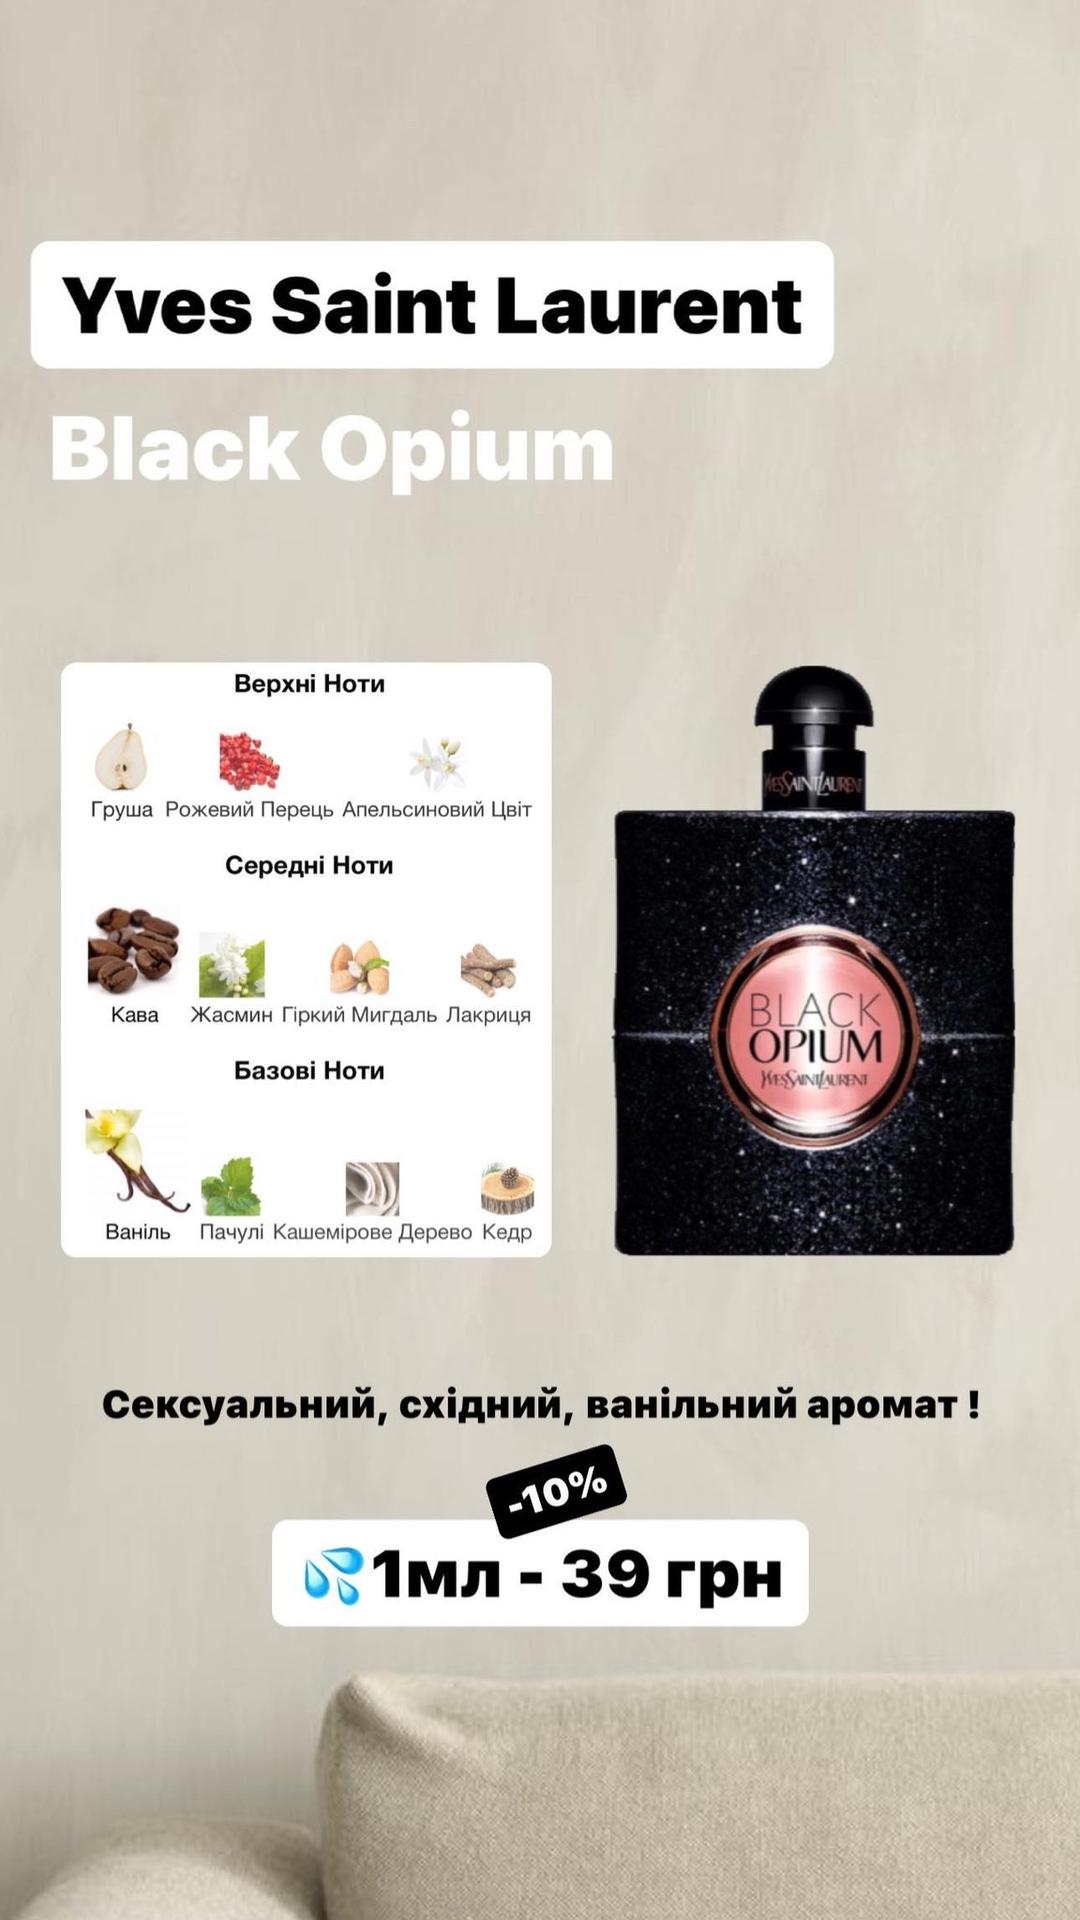 Yves Saint Laurent
Black Opium
Верхні Ноти
Груша Рожевий Перець Апельсиновий Цвіт
Середні Ноти
Кава Жасмин Гіркий Мигдаль Лакриця
Базові Ноти
Ваніль Пачулі Кашемірове Дерево Кедр
YVESSAINTLAURENT
BLACK
OPIUM
YVESSAINTLAURENT
Сексуальний, східний, ванільний аромат !
-10%
💦1мл - 39 грн